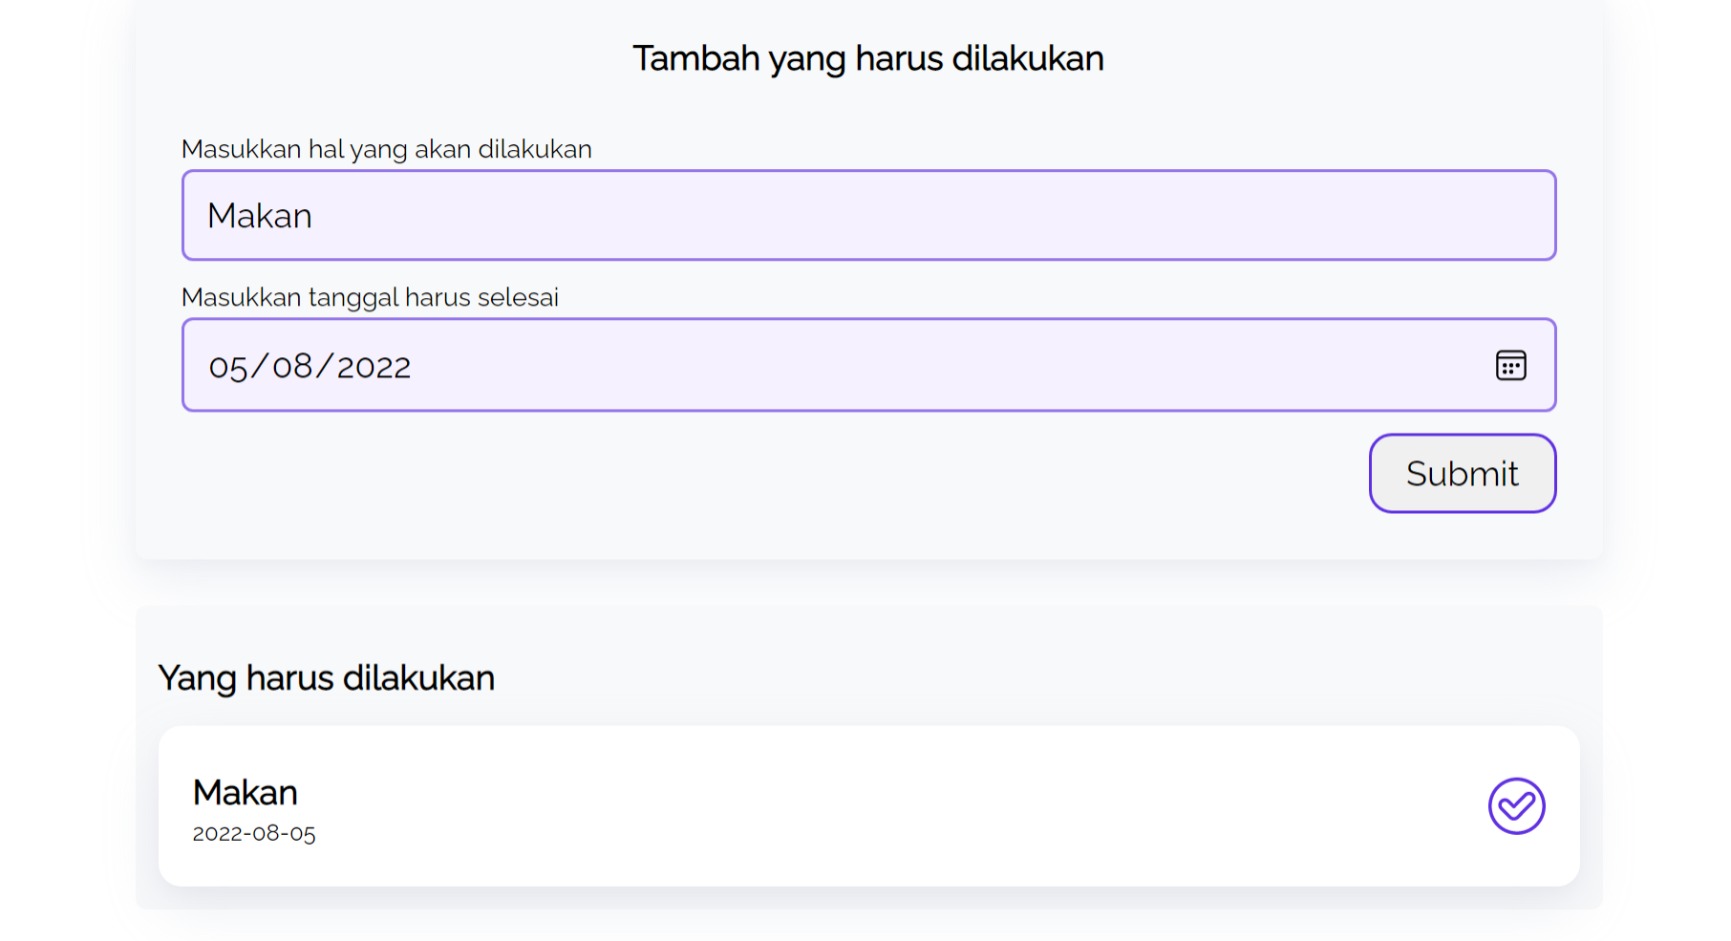 Tambah yang harus dilakukan
Masukkan hal yang akan dilakukan
Makan
Masukkan tanggal harus selesai
05/08/2022
Submit
Yang harus dilakukan
Makan
2022-08-05